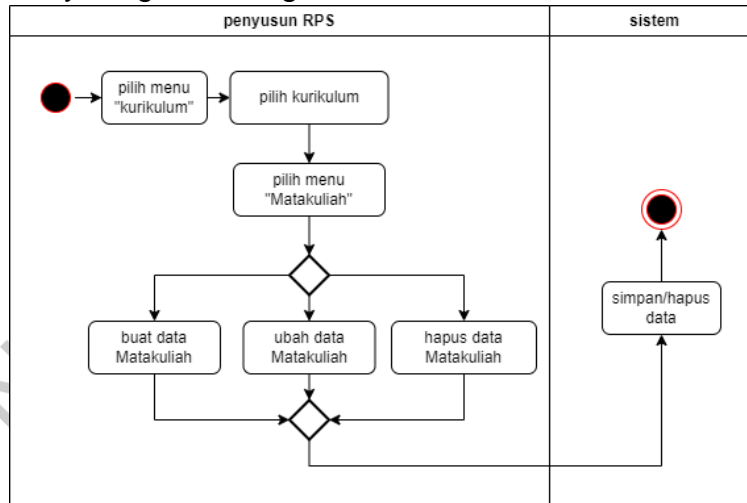 penyusun RPS
sistem
pilih menu
"kurikulum"
pilih kurikulum
pilih menu
"Matakuliah"
buat data
Matakuliah
ubah data
Matakuliah
hapus data
Matakuliah
simpan/hapus
data